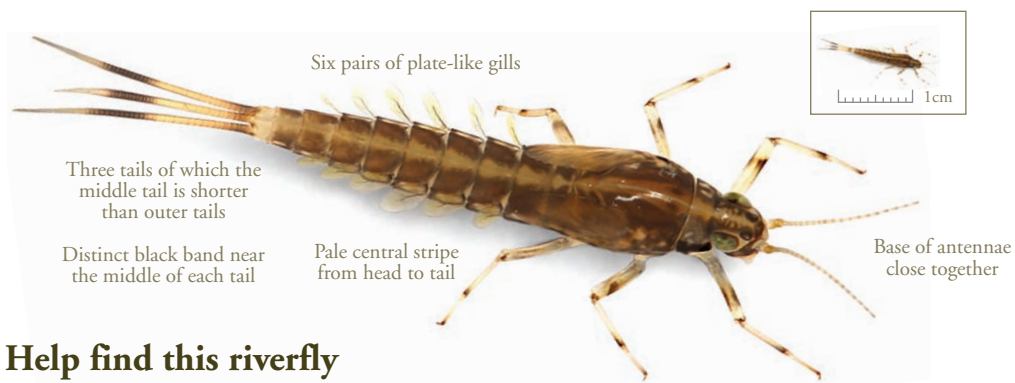 Six pairs of plate-like gills
1cm
Three tails of which the
middle tail is shorter
than outer tails
Distinct black band near
the middle of each tail
Pale central stripe
from head to tail
Base of antennae
close together
Help find this riverfly